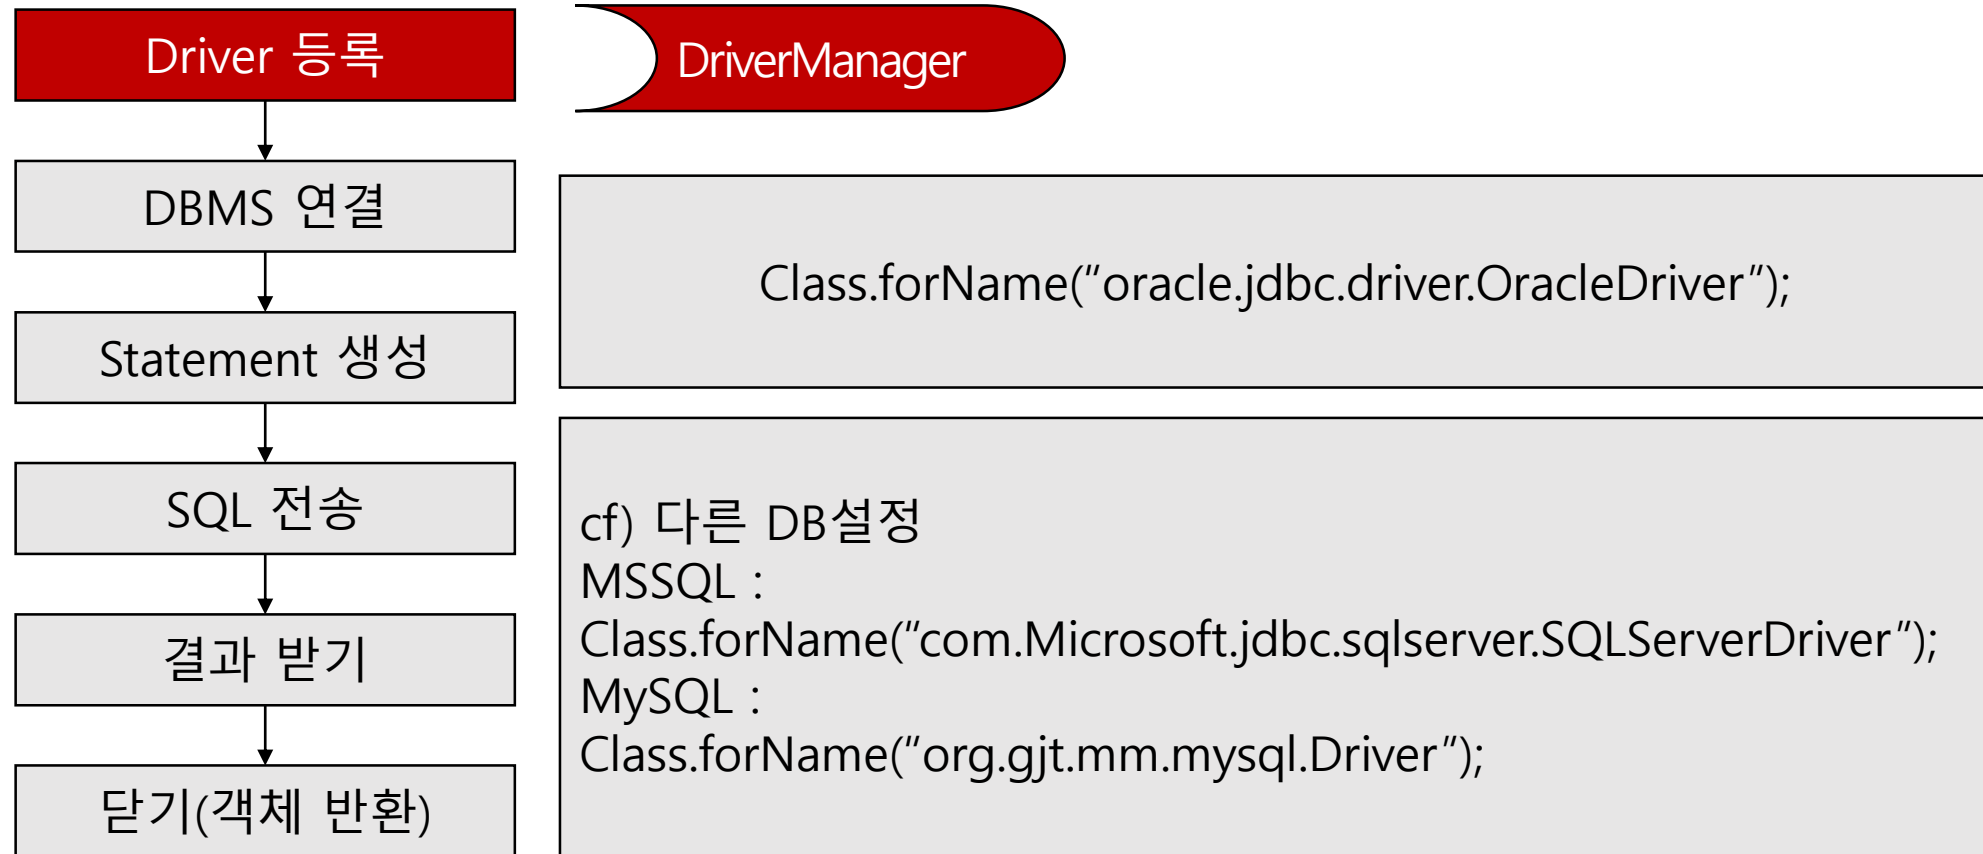 Driver 등록
DriverManager
DBMS 연결
Statement 생성
SQL 전송
결과 받기
닫기(객체 반환)
Class.forName(“oracle.jdbc.driver.OracleDriver”);
cf) 다른 DB설정
MSSQL :
Class.forName(“com.Microsoft.jdbc.sqlserver.SQLServerDriver”);
MySQL :
Class.forName(“org.gjt.mm.mysql.Driver”);